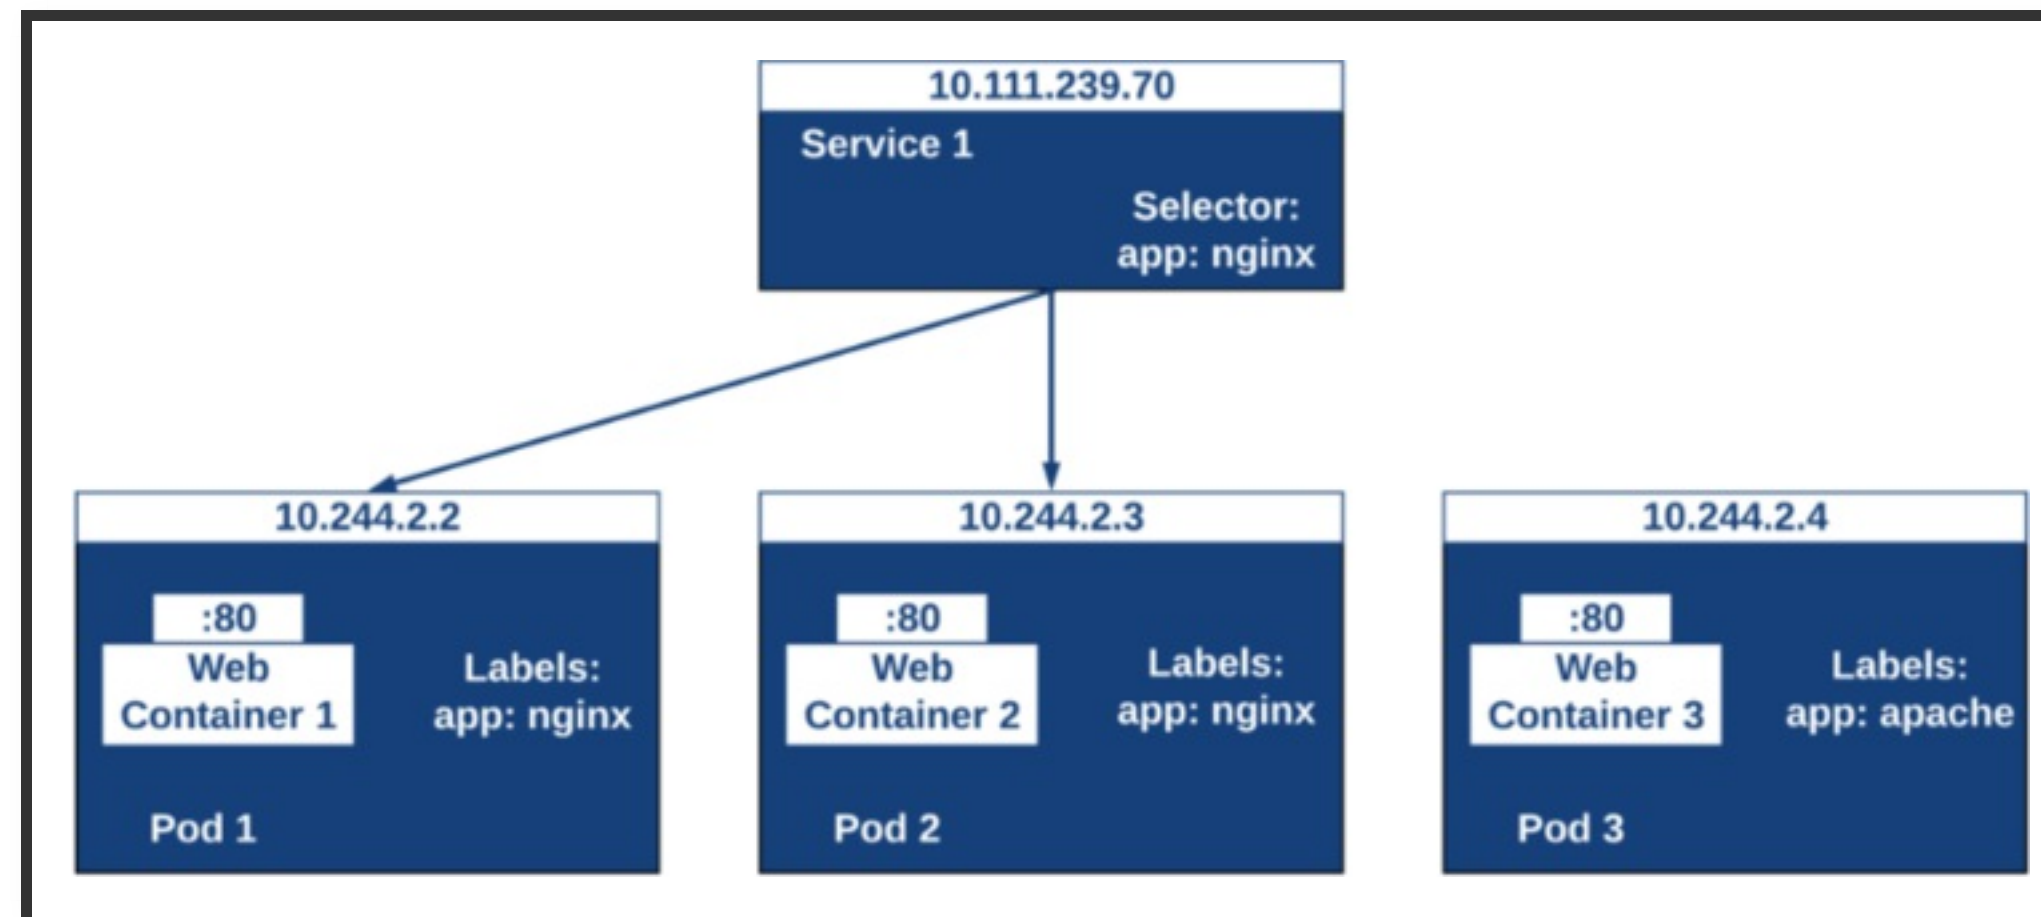 10.111.239.70
Service 1
Selector:
app: nginx
10.244.2.2
:80
Web
Container 1
Labels:
app: nginx
Pod 1
10.244.2.3
:80
Web
Container 2
Labels:
app: nginx
Pod 2
10.244.2.4
:80
Web
Container 3
Labels:
app: apache
Pod 3